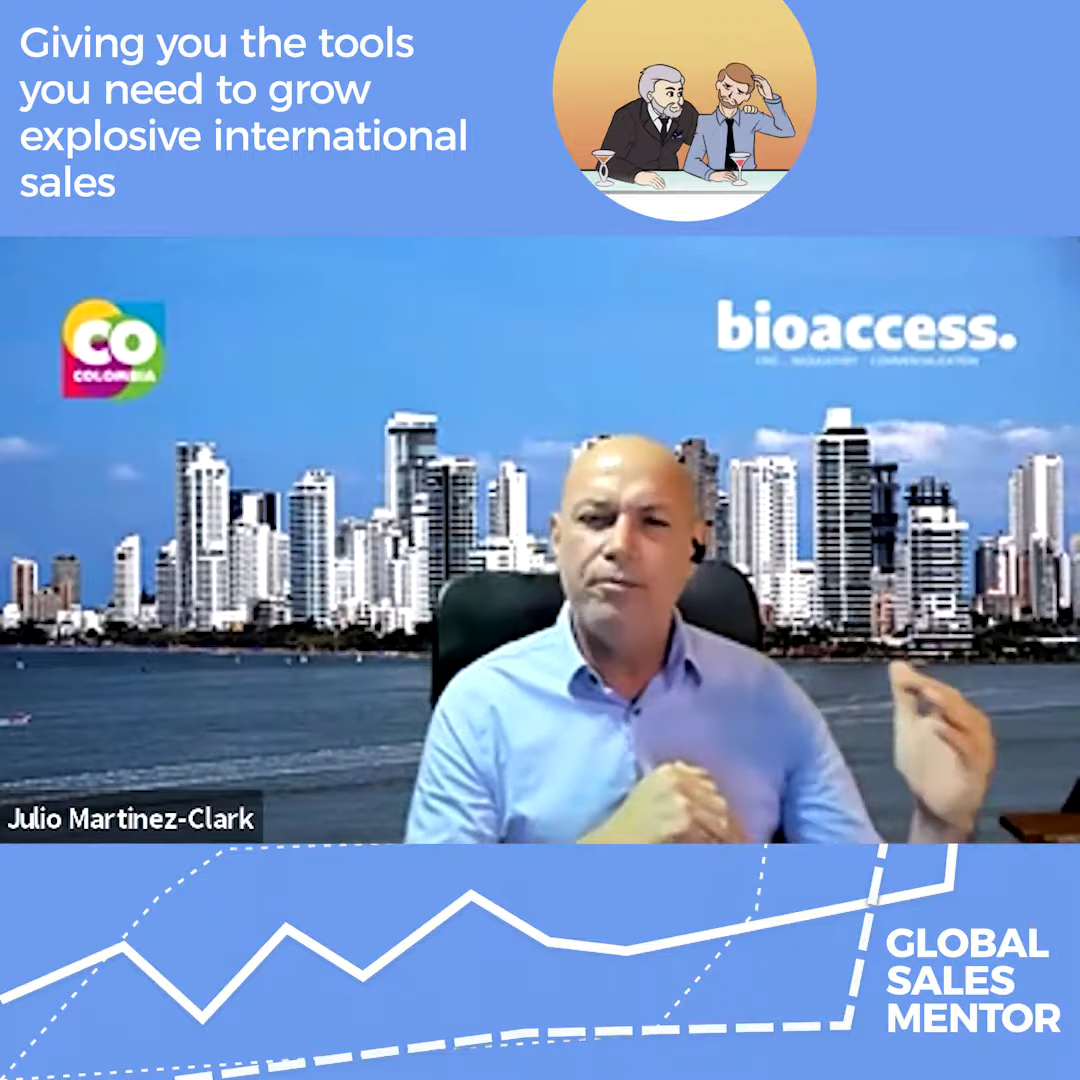 Giving you the tools
you need to grow
explosive international
sales
CO
COLOMBIA
bioaccess.
Julio Martinez-Clark
GLOBAL
SALES
MENTOR